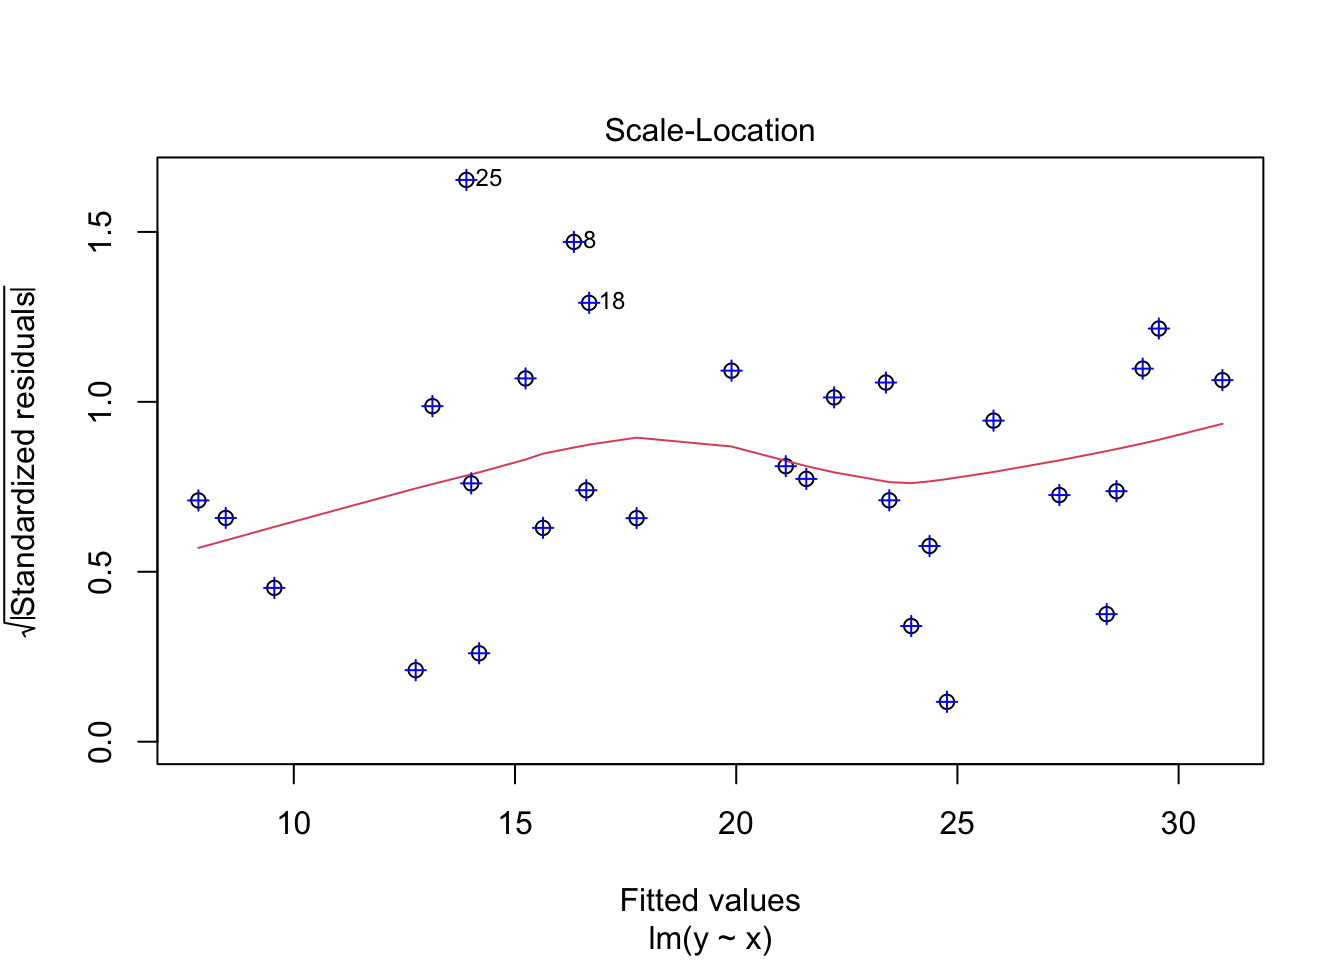 Scale-Location
√|Standardized residuals|
1.5
1.0
0.5
0.0
25
8
18
10 15 20 25 30
Fitted values
lm(y ~ x)